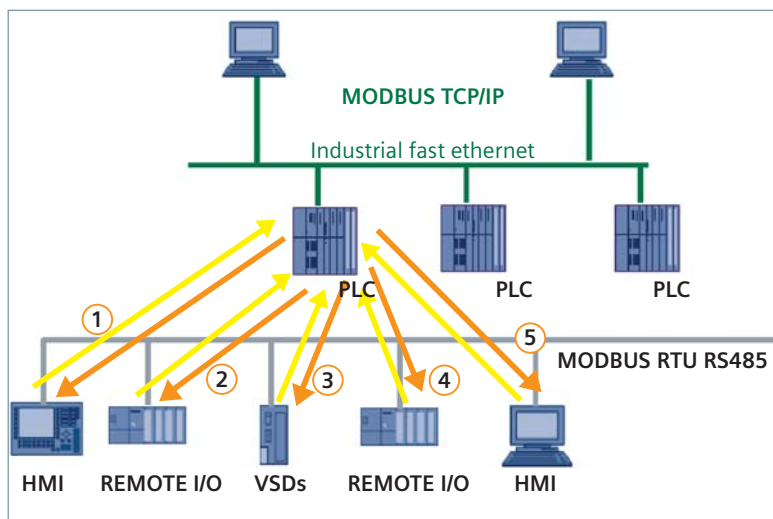 MODBUS TCP/IP
Industrial fast ethernet
PLC
PLC
PLC
1
2
3
4
5
MODBUS RTU RS485
HMI
REMOTE I/O
VSDs
REMOTE I/O
HMI